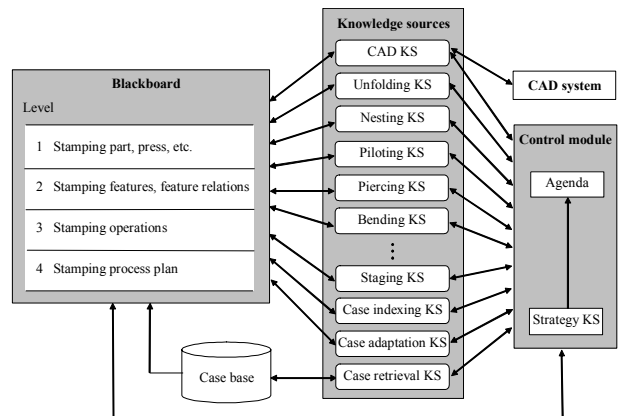 Blackboard
Level
1 Stamping part, press, etc.
2 Stamping features, feature relations
3 Stamping operations
4 Stamping process plan
Case base
Knowledge sources
CAD KS
Unfolding KS
Nesting KS
Piloting KS
Piercing KS
Bending KS
Staging KS
Case indexing KS
Case adaptation KS
Case retrieval KS
CAD system
Control module
Agenda
Strategy KS